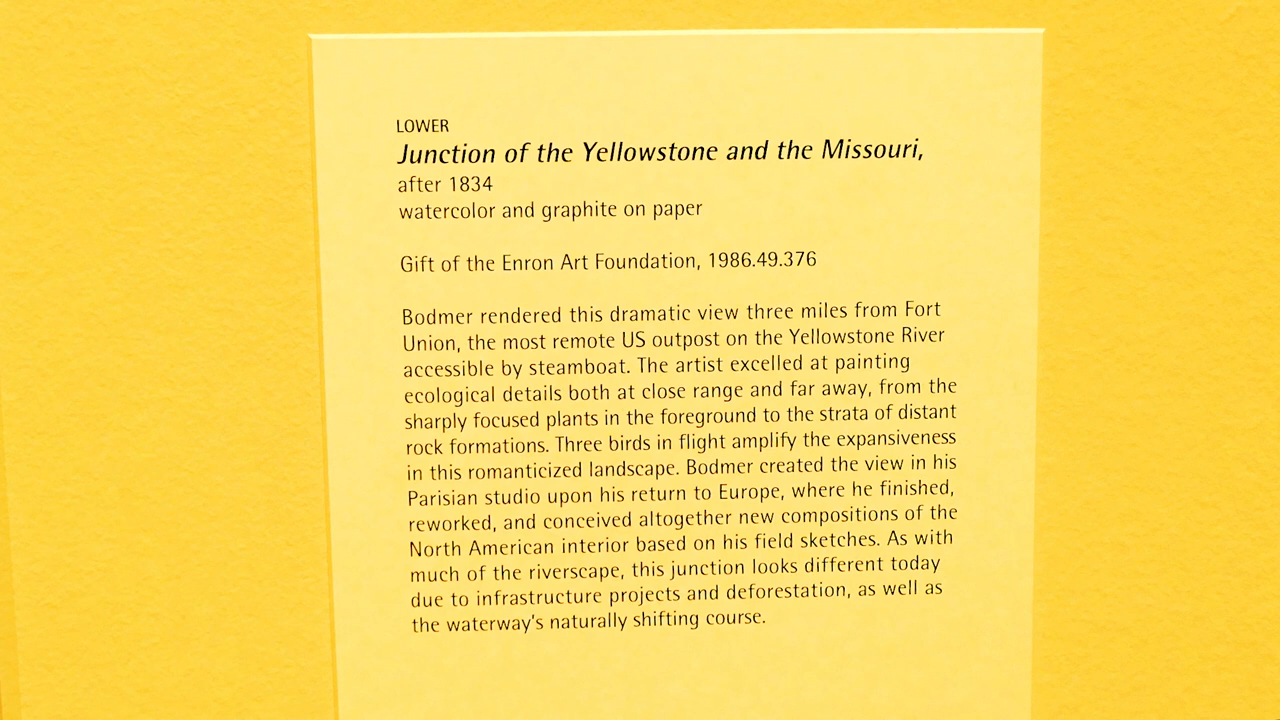 LOWER
Junction of the Yellowstone and the Missouri,
after 1834
watercolor and graphite on paper
Gift of the Enron Art Foundation, 1986.49.376
Bodmer rendered this dramatic view three miles from Fort
Union, the most remote US outpost on the Yellowstone River
accessible by steamboat. The artist excelled at painting
ecological details both at close range and far away, from the
sharply focused plants in the foreground to the strata of distant
rock formations. Three birds in flight amplify the expansiveness
in this romanticized landscape. Bodmer created the view in his
Parisian studio upon his return to Europe, where he finished,
reworked, and conceived altogether new compositions of the
North American interior based on his field sketches. As with
much of the riverscape, this junction looks different today
due to infrastructure projects and deforestation, as well as
the waterway's naturally shifting course.